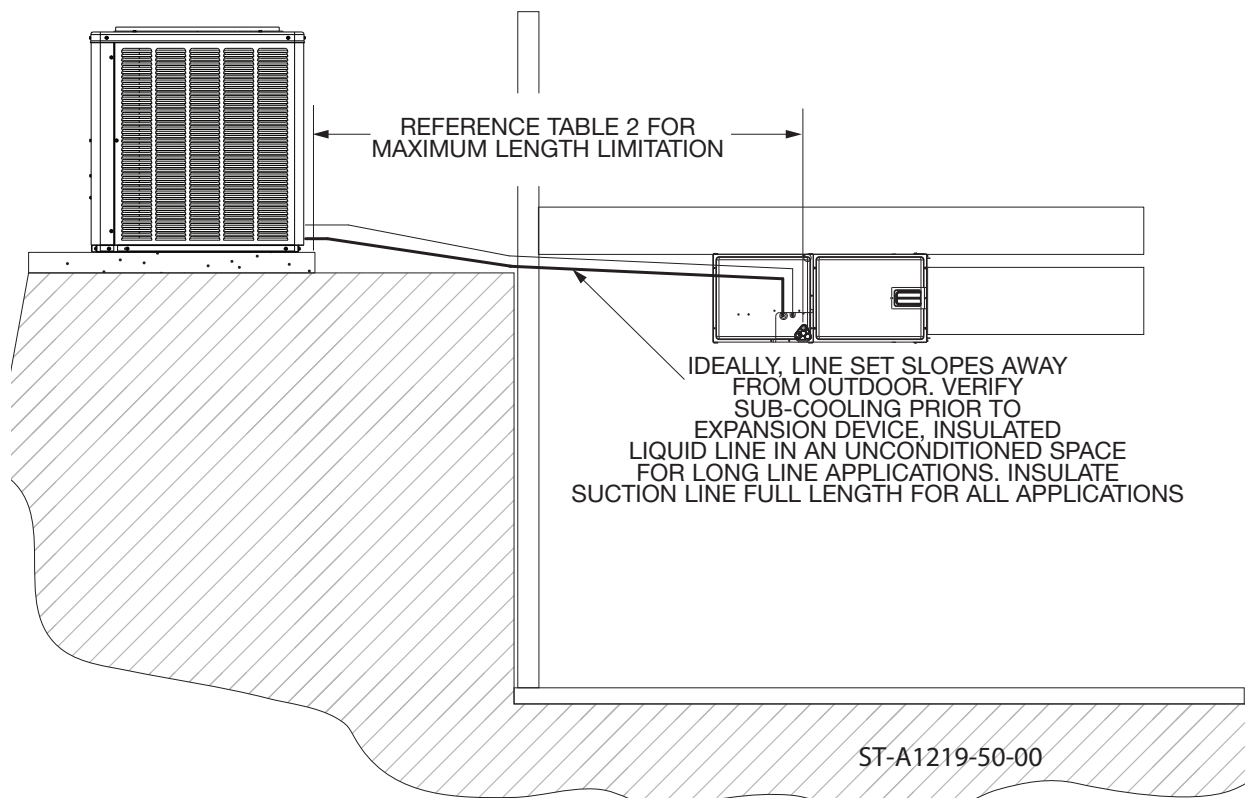 REFERENCE TABLE 2 FOR
MAXIMUM LENGTH LIMITATION
IDEALLY, LINE SET SLOPES AWAY
FROM OUTDOOR. VERIFY
SUB-COOLING PRIOR TO
EXPANSION DEVICE, INSULATED
LIQUID LINE IN AN UNCONDITIONED SPACE
FOR LONG LINE APPLICATIONS. INSULATE
SUCTION LINE FULL LENGTH FOR ALL APPLICATIONS
ST-A1219-50-00